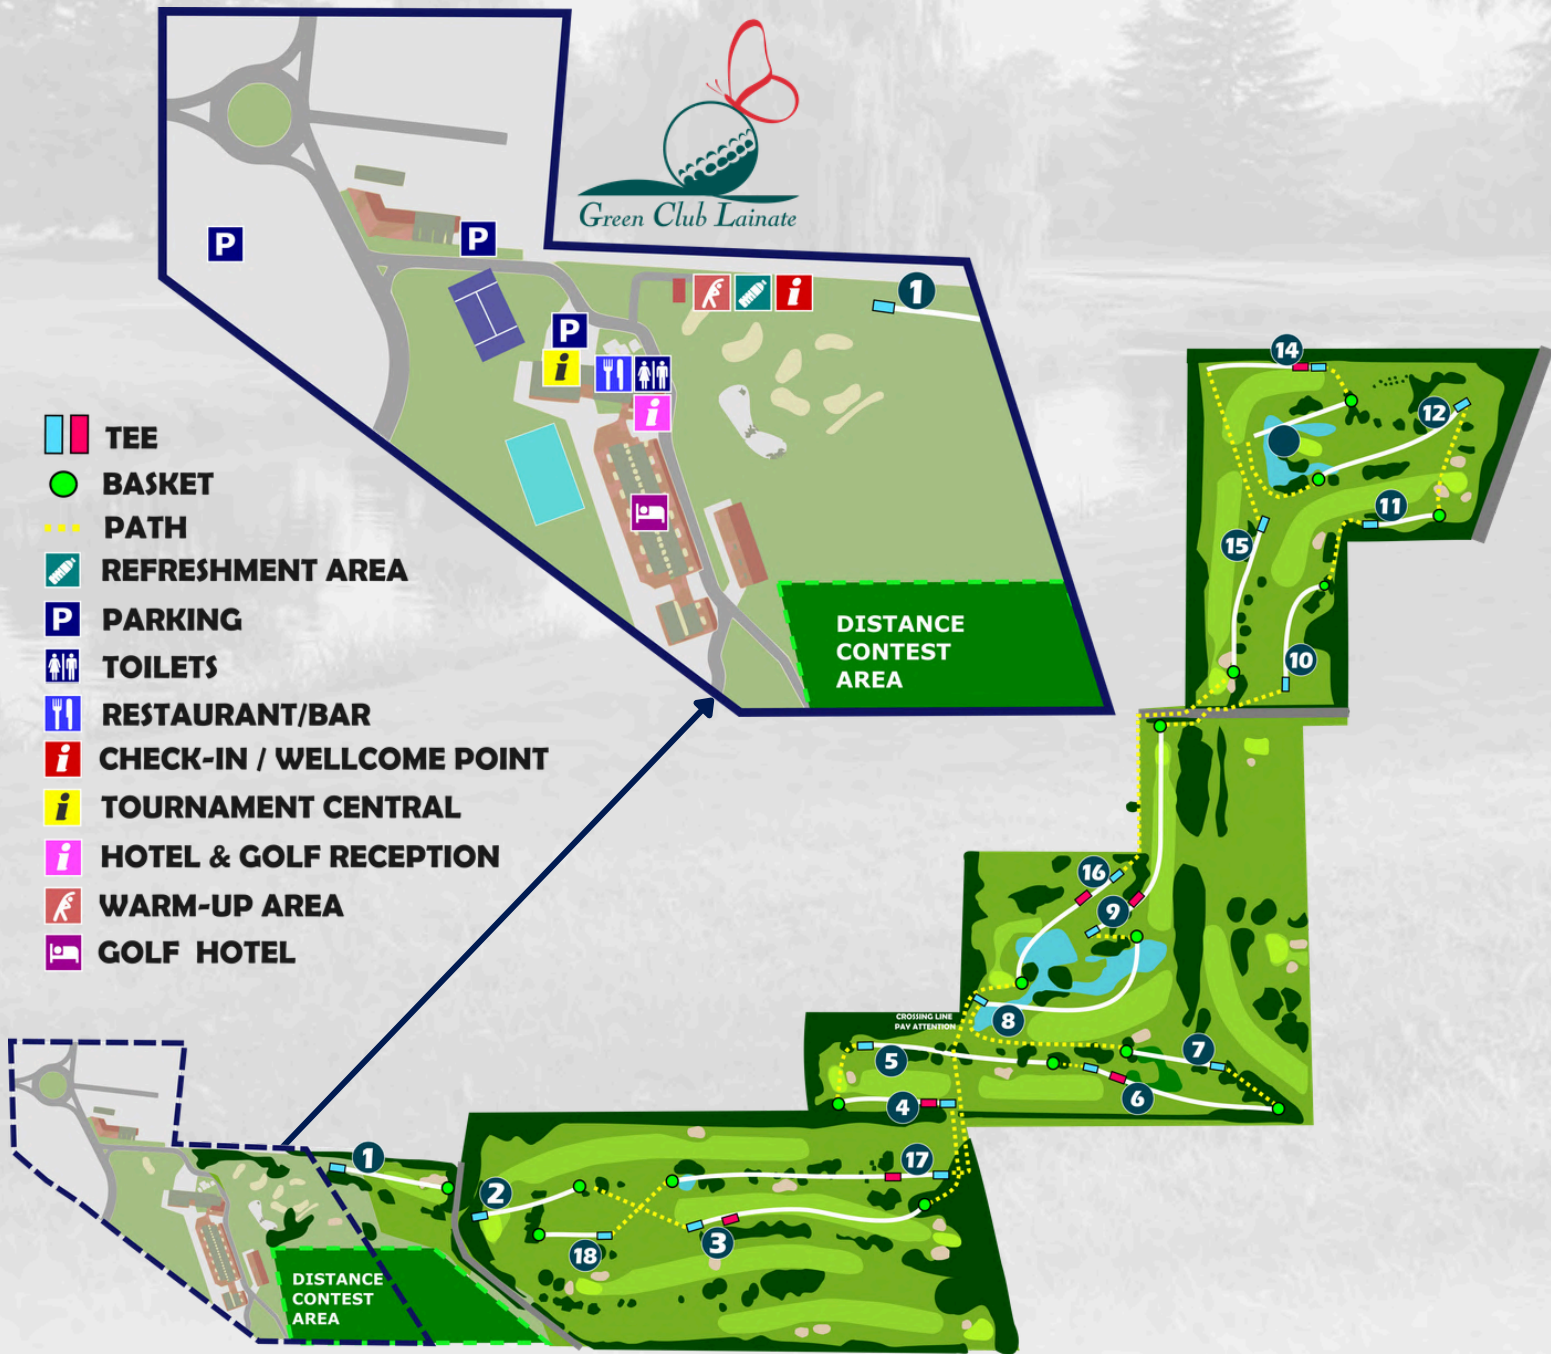 Green Club Lainate
P
P
P
i
i
i
1
DISTANCE
CONTEST
AREA
TEE
BASKET
PATH
REFRESHMENT AREA
P PARKING
TOILETS
RESTAURANT/BAR
i CHECK-IN / WELLCOME POINT
i TOURNAMENT CENTRAL
i HOTEL & GOLF RECEPTION
WARM-UP AREA
GOLF HOTEL
14
12
11
15
10
16
9
8
CROSSING LINE
PAY ATTENTION
5
7
6
4
17
1
2
3
18
DISTANCE
CONTEST
AREA